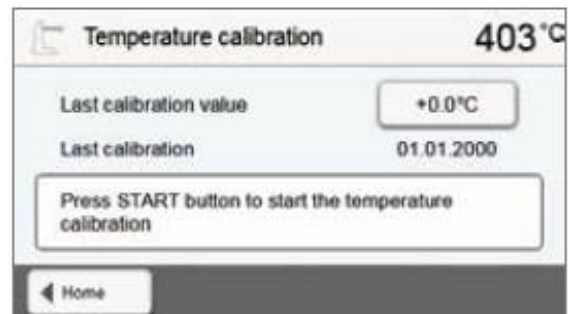 Temperature calibration 403 °C
Last calibration value +0.0°C
Last calibration 01.01.2000
Press START button to start the temperature
calibration
Home